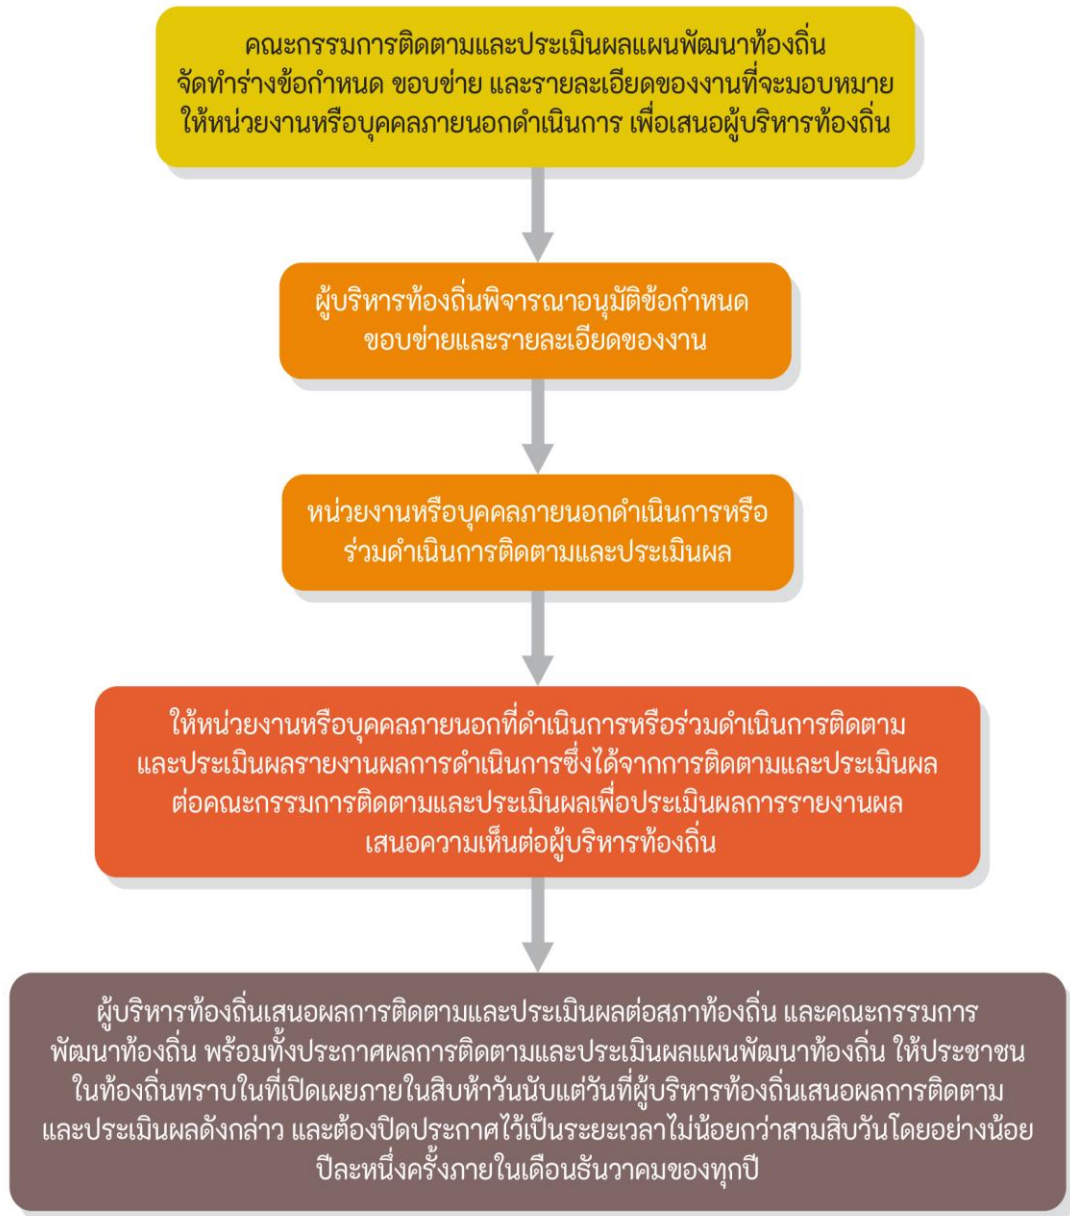 คณะกรรมการติดตามและประเมินผลแผนพัฒนาท้องถิ่น
จัดทำร่างข้อกำหนด ขอบข่าย และรายละเอียดของงานที่จะมอบหมาย
ให้หน่วยงานหรือบุคคลภายนอกดำเนินการ เพื่อเสนอผู้บริหารท้องถิ่น
ผู้บริหารท้องถิ่นพิจารณาอนุมัติข้อกำหนด
ขอบข่ายและรายละเอียดของงาน
หน่วยงานหรือบุคคลภายนอกดำเนินการหรือ
ร่วมดำเนินการติดตามและประเมินผล
ให้หน่วยงานหรือบุคคลภายนอกที่ดำเนินการหรือร่วมดำเนินการติดตาม
และประเมินผลรายงานผลการดำเนินการซึ่งได้จากการติดตามและประเมินผล
ต่อคณะกรรมการติดตามและประเมินผลเพื่อประเมินผลการรายงานผล
เสนอความเห็นต่อผู้บริหารท้องถิ่น
ผู้บริหารท้องถิ่นเสนอผลการติดตามและประเมินผลต่อสภาท้องถิ่น และคณะกรรมการ
พัฒนาท้องถิ่น พร้อมทั้งประกาศผลการติดตามและประเมินผลแผนพัฒนาท้องถิ่น ให้ประชาชน
ในท้องถิ่นทราบในที่เปิดเผยภายในสิบห้าวันนับแต่วันที่ผู้บริหารท้องถิ่นเสนอผลการติดตาม
และประเมินผลดังกล่าว และต้องปิดประกาศไว้เป็นระยะเวลาไม่น้อยกว่าสามสิบวันโดยอย่างน้อย
ปีละหนึ่งครั้งภายในเดือนธันวาคมของทุกปี